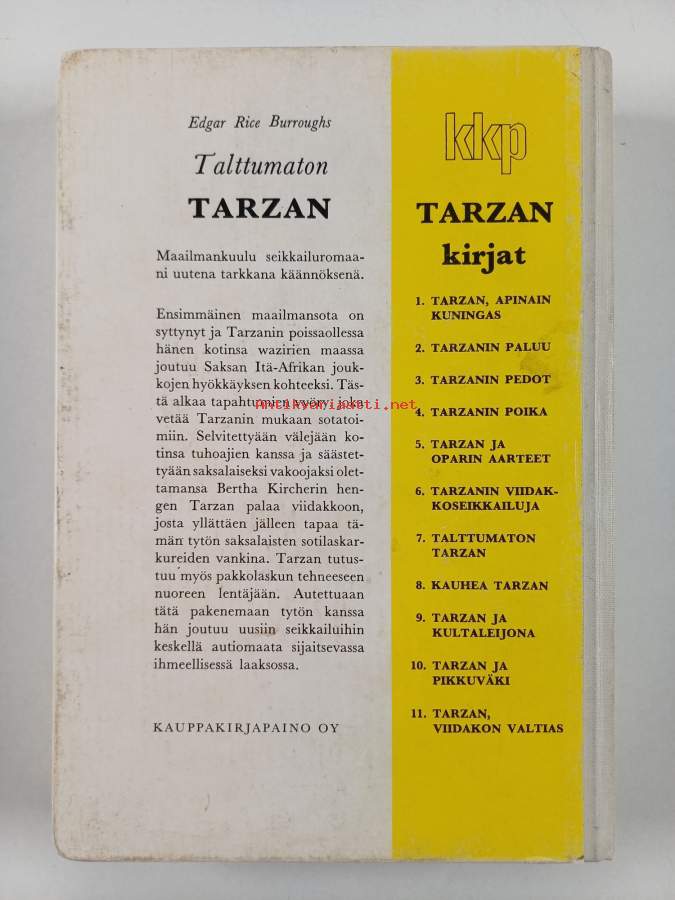 Edgar Rice Burroughs
Talttumaton
TARZAN
Maailmankuulu seikkailuromaa-
ni uutena tarkkana käännöksenä.
Ensimmäinen maailmansota on
syttynyt ja Tarzanin poissaollessa
hänen kotinsa wazirien maassa
joutuu Saksan Itä-Afrikan jouk-
kojen hyökkäyksen kohteeksi. Täs-
tä alkaa tapahtumien vyöry, joka
vetää Tarzanin mukaan sotatoi-
miin. Selvitettyään välejään ko-
tinsa tuhoajien kanssa ja säästet-
tyään saksalaiseksi vakoojaksi olet-
tamansa Bertha Kircherin hen-
gen Tarzan palaa viidakkoon,
josta yllättäen jälleen tapaa tä-
män tytön saksalaisten sotilaskar-
kureiden vankina. Tarzan tutus-
tuu myös pakkolaskun tehneeseen
nuoreen lentäjään. Autettuaan
tätä pakenemaan tytön kanssa
hän joutuu uusiin seikkailuihin
keskellä autiomaata sijaitsevassa
ihmeellisessä laaksossa.
KAUPPAKIRJAPAINO OY
kkp
TARZAN
kirjat
1. TARZAN, APINAIN
KUNINGAS
2. TARZANIN PALUU
3. TARZANIN PEDOT
4. TARZANIN POIKA
5. TARZAN JA
OPARIN AARTEET
6. TARZANIN VIIDAK-
KOSEIKKAILUJA
7. TALTTUMATON
TARZAN
8. KAUHEA TARZAN
9. TARZAN JA
KULTALEIJONA
10. TARZAN JA
PIKKUVÄKI
11. TARZAN,
VIIDAKON VALTIAS
Antikvariaatti.net